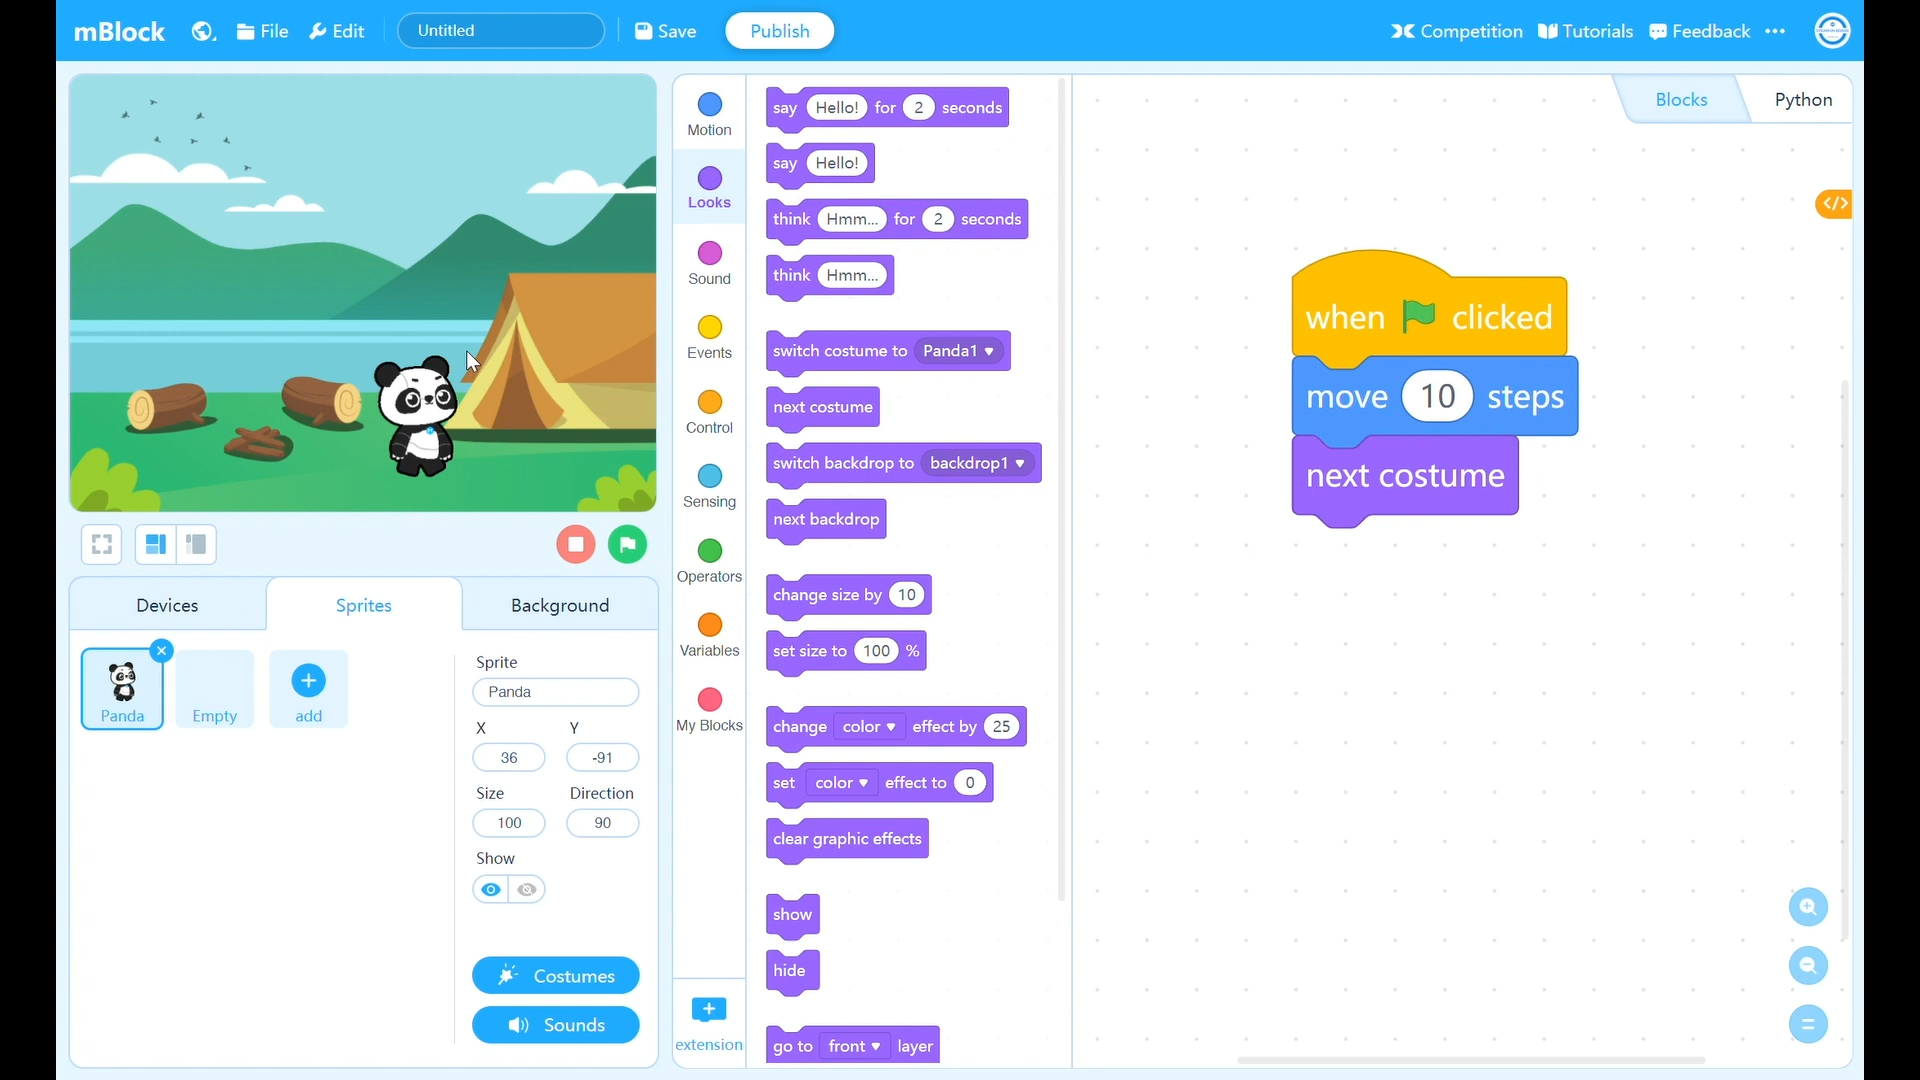 mBlock
File
Edit
Untitled
Save
Publish
Competition
Tutorials
Feedback
Motion
Looks
Sound
Events
Control
Sensing
Operators
Variables
My Blocks
extension
say Hello! for 2 seconds
say Hello!
think Hmm... for 2 seconds
think Hmm...
switch costume to Panda1
next costume
switch backdrop to backdrop1
next backdrop
change size by 10
set size to 100 %
change color effect by 25
set color effect to 0
clear graphic effects
show
hide
go to front layer
Blocks
Python
</>
when clicked
move 10 steps
next costume
Devices
Sprites
Background
Panda
Empty
add
Sprite
Panda
X
Y
36
-91
Size
Direction
100
90
Show
Costumes
Sounds